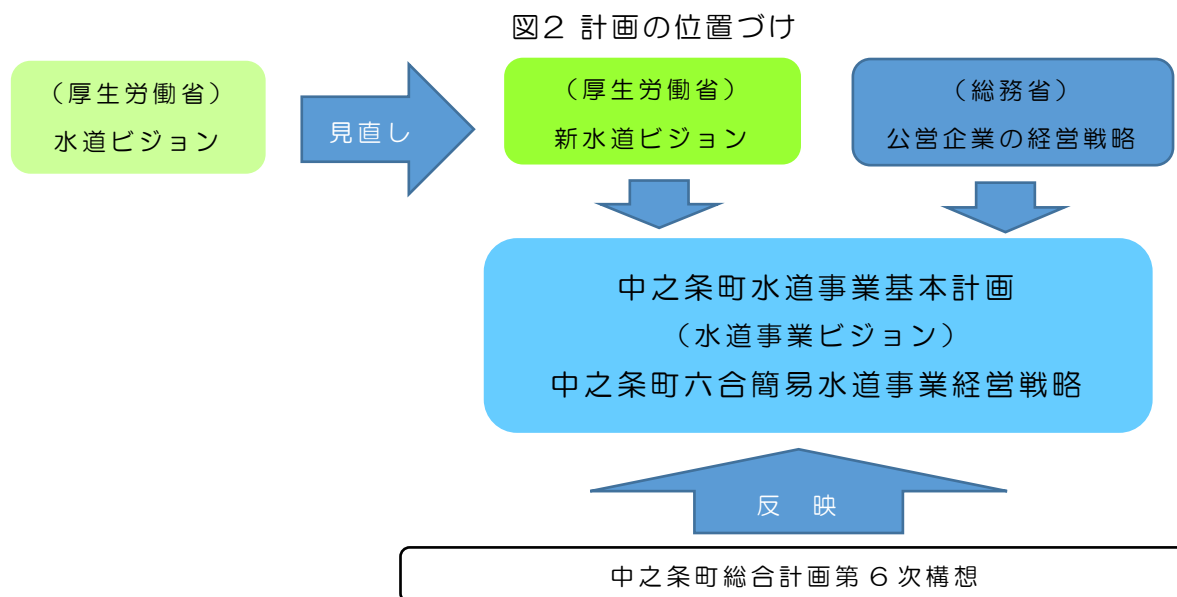 図2 計画の位置づけ
（厚生労働省）
水道ビジョン
見直し
（厚生労働省）
新水道ビジョン
（総務省）
公営企業の経営戦略
中之条町水道事業基本計画
（水道事業ビジョン）
中之条町六合簡易水道事業経営戦略
反 映
中之条町総合計画第６次構想